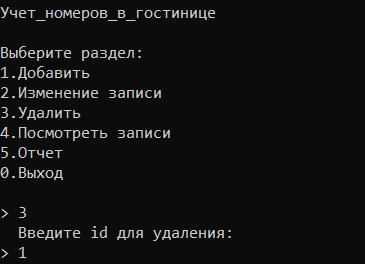 Учет_номеров_в_гостинице
Выберите раздел:
1.Добавить
2.Изменение записи
3.Удалить
4.Посмотреть записи
5.Отчет
0.Выход
> 3
Введите id для удаления:
> 1